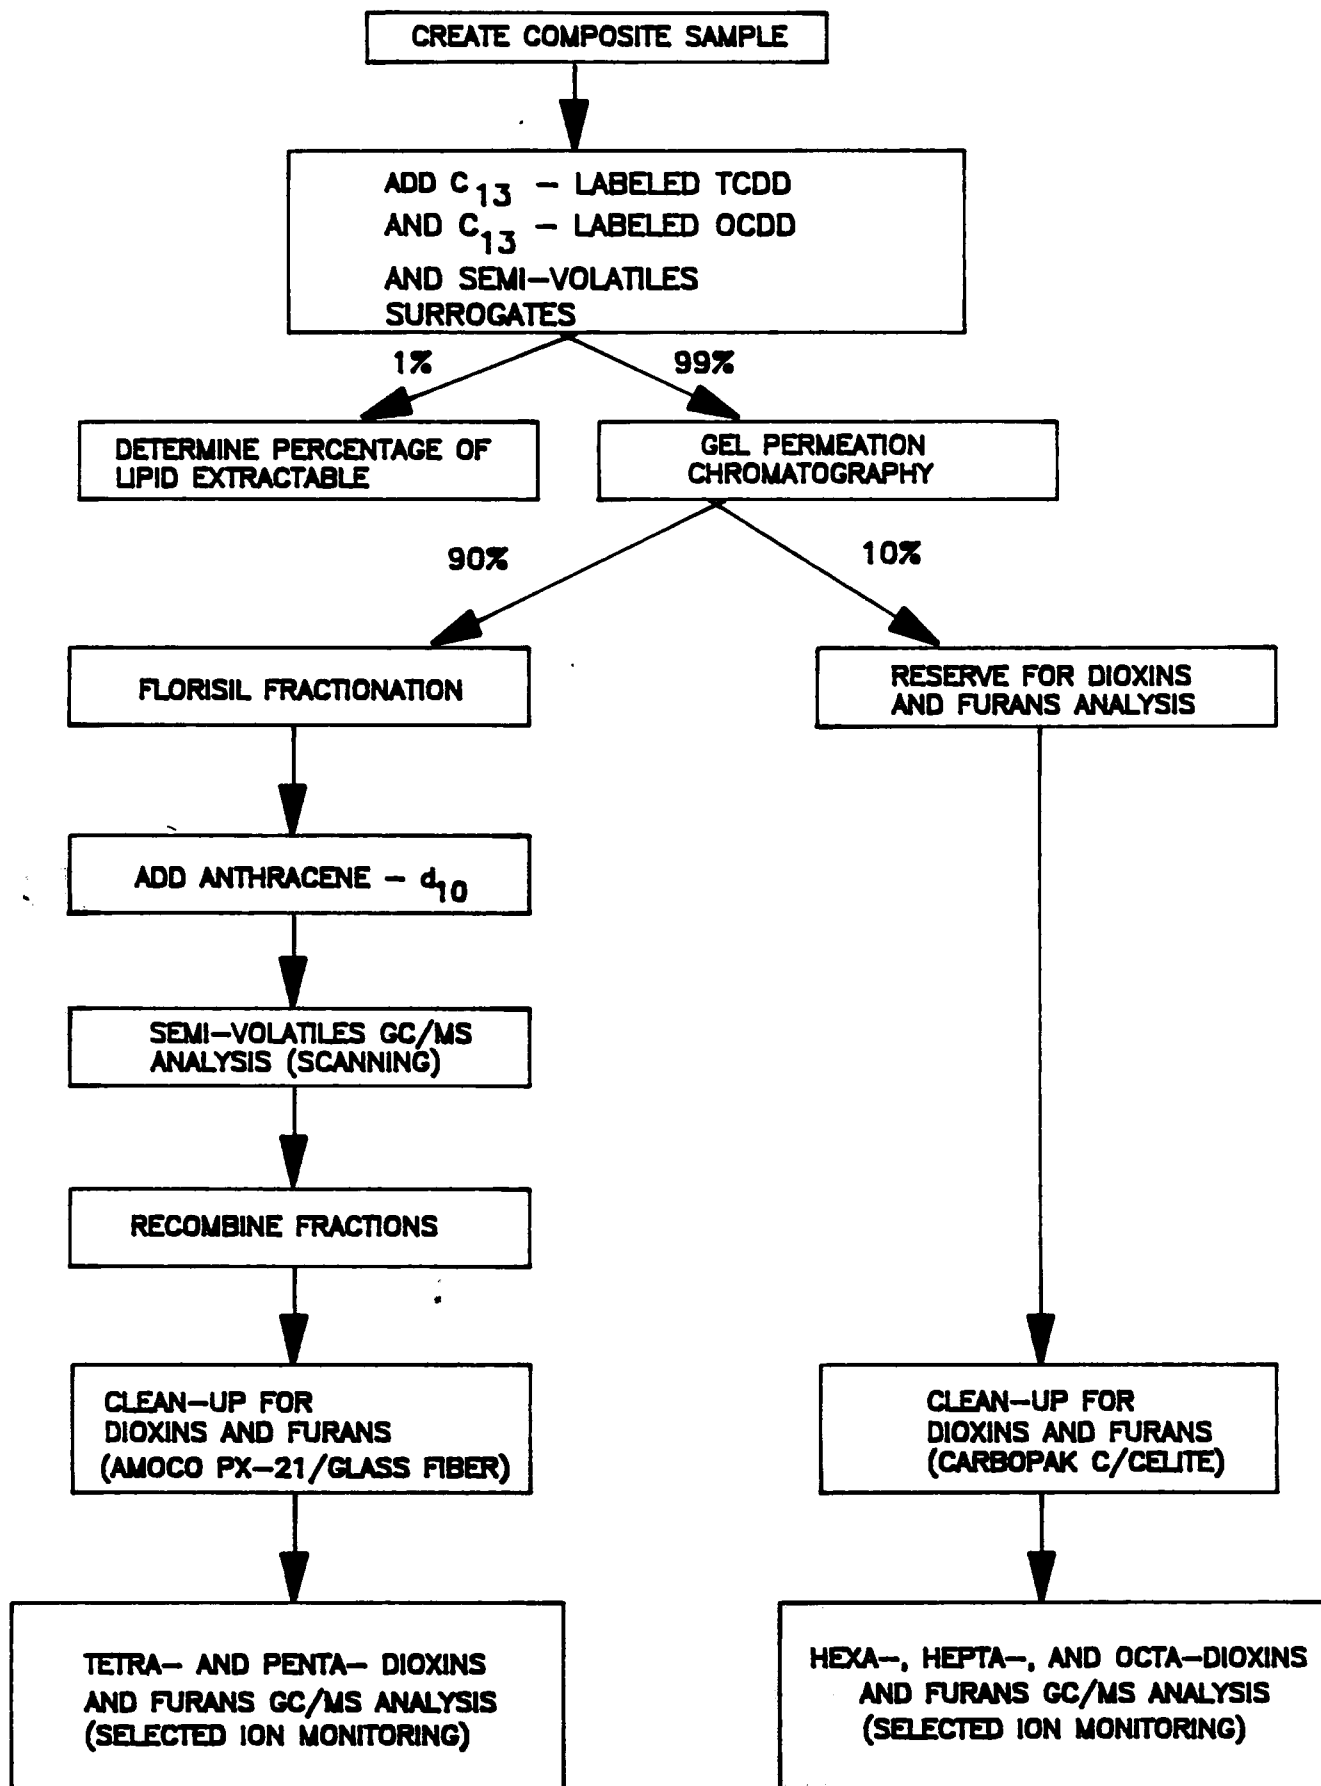 CREATE COMPOSITE SAMPLE
ADD C13 – LABELED TCDD
AND C13 – LABELED OCDD
AND SEMI–VOLATILES
SURROGATES
1%
99%
DETERMINE PERCENTAGE OF
LIPID EXTRACTABLE
GEL PERMEATION
CHROMATOGRAPHY
90%
10%
FLORISIL FRACTIONATION
RESERVE FOR DIOXINS
AND FURANS ANALYSIS
ADD ANTHRACENE – d10
SEMI–VOLATILES GC/MS
ANALYSIS (SCANNING)
RECOMBINE FRACTIONS
CLEAN–UP FOR
DIOXINS AND FURANS
(AMOCO PX–21/GLASS FIBER)
CLEAN–UP FOR
DIOXINS AND FURANS
(CARBOPAK C/CELITE)
TETRA– AND PENTA– DIOXINS
AND FURANS GC/MS ANALYSIS
(SELECTED ION MONITORING)
HEXA–, HEPTA–, AND OCTA–DIOXINS
AND FURANS GC/MS ANALYSIS
(SELECTED ION MONITORING)